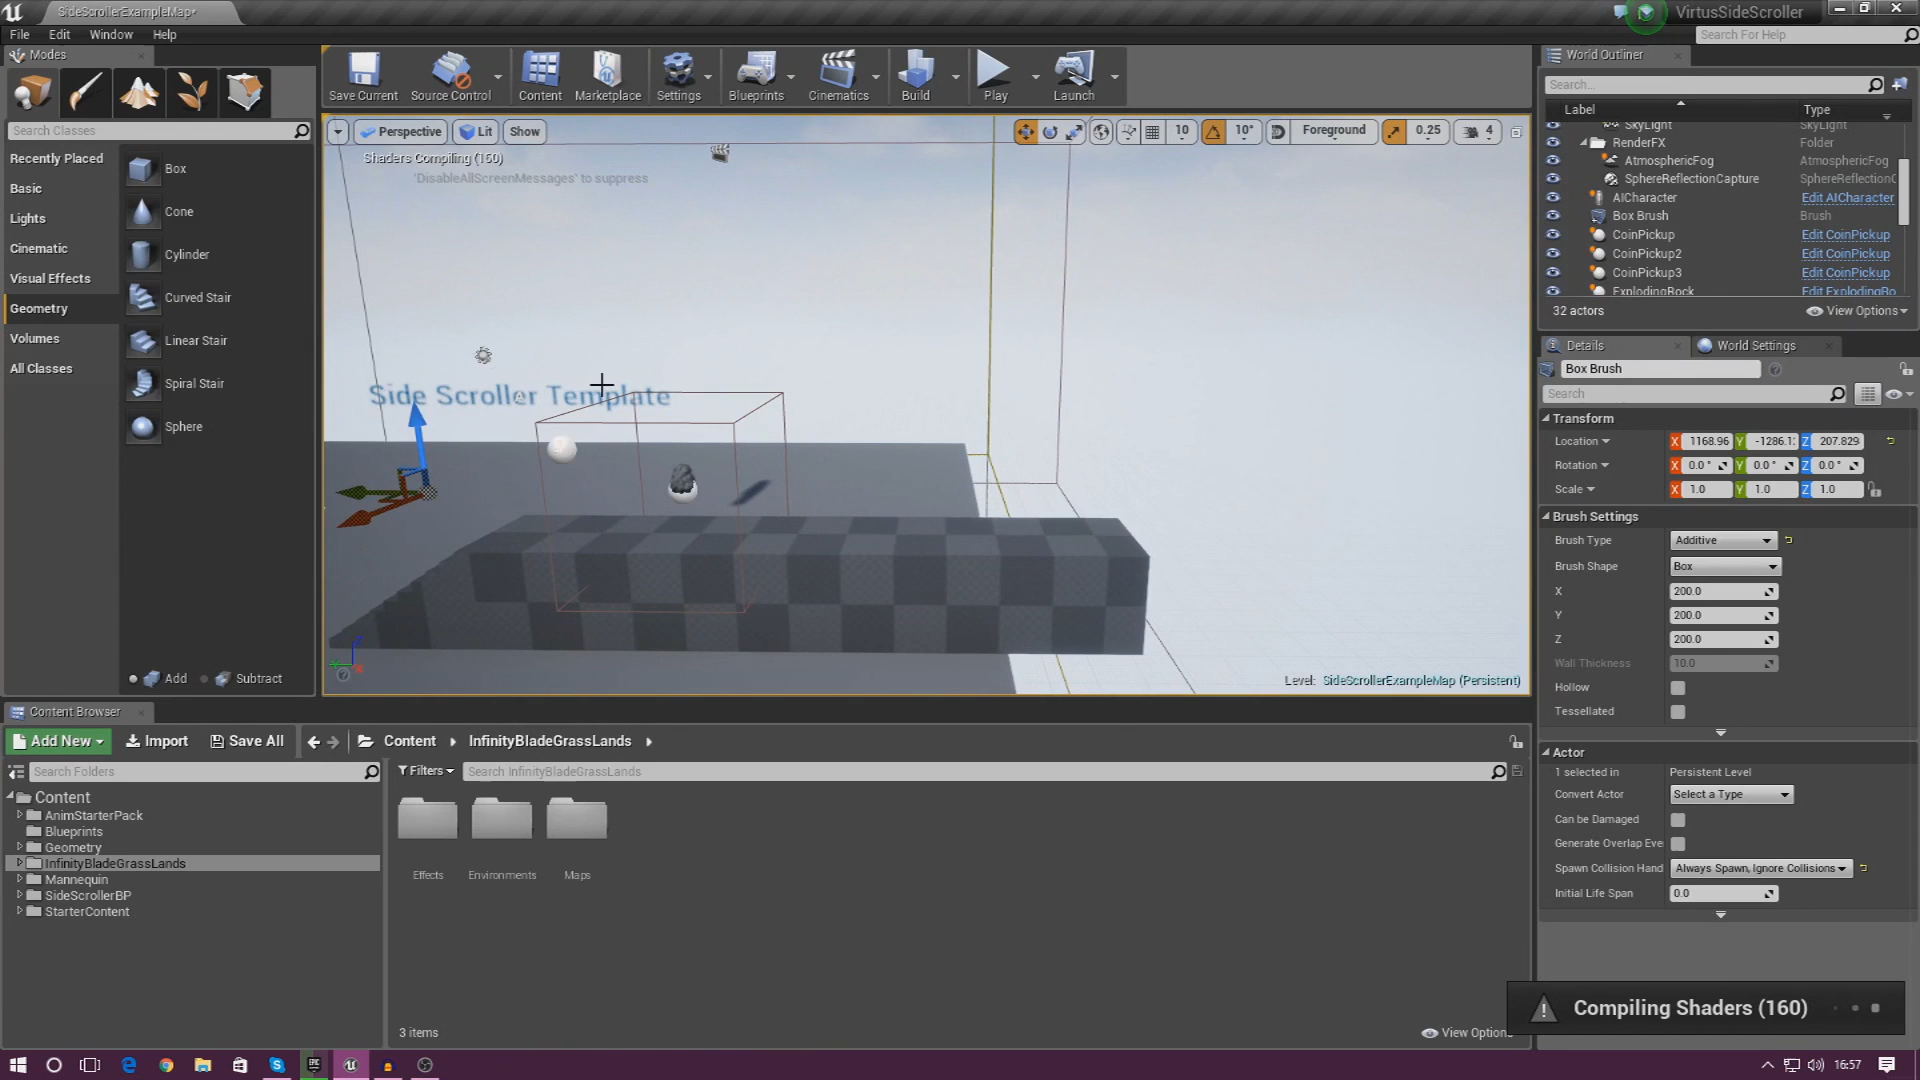 SideScrollerExampleMap*
VirtusSideScroller
File Edit Window Help
Search For Help
Modes
Search Classes
Recently Placed
Basic
Lights
Cinematic
Visual Effects
Geometry
Volumes
All Classes
Box
Cone
Cylinder
Curved Stair
Linear Stair
Spiral Stair
Sphere
Add Subtract
Save Current Source Control Content Marketplace Settings Blueprints Cinematics Build Play Launch
Perspective Lit Show
10 10° Foreground 0.25 4
Shaders Compiling (160)
'DisableAllScreenMessages' to suppress
Side Scroller Template
Level: SideScrollerExampleMap (Persistent)
World Outliner
Search...
Label Type
SkyLight SkyLight
RenderFX Folder
AtmosphericFog AtmosphericFog
SphereReflectionCapture SphereReflectionC
AICharacter Edit AICharacter
Box Brush Brush
CoinPickup Edit CoinPickup
CoinPickup2 Edit CoinPickup
CoinPickup3 Edit CoinPickup
ExplodingRock Edit ExplodingRo
32 actors View Options
Details World Settings
Box Brush
Search
Transform
Location X 1168.96 Y -1286.1 Z 207.829
Rotation X 0.0 ° Y 0.0 ° Z 0.0 °
Scale X 1.0 Y 1.0 Z 1.0
Brush Settings
Brush Type Additive
Brush Shape Box
X 200.0
Y 200.0
Z 200.0
Wall Thickness 10.0
Hollow
Tessellated
Actor
1 selected in Persistent Level
Convert Actor Select a Type
Can be Damaged
Generate Overlap Eve
Spawn Collision Hand Always Spawn, Ignore Collisions
Initial Life Span 0.0
Content Browser
Add New Import Save All Content InfinityBladeGrassLands
Search Folders
Filters Search InfinityBladeGrassLands
Content
AnimStarterPack
Blueprints
Geometry
InfinityBladeGrassLands
Mannequin
SideScrollerBP
StarterContent
Effects Environments Maps
3 items View Option
Compiling Shaders (160)
16:57